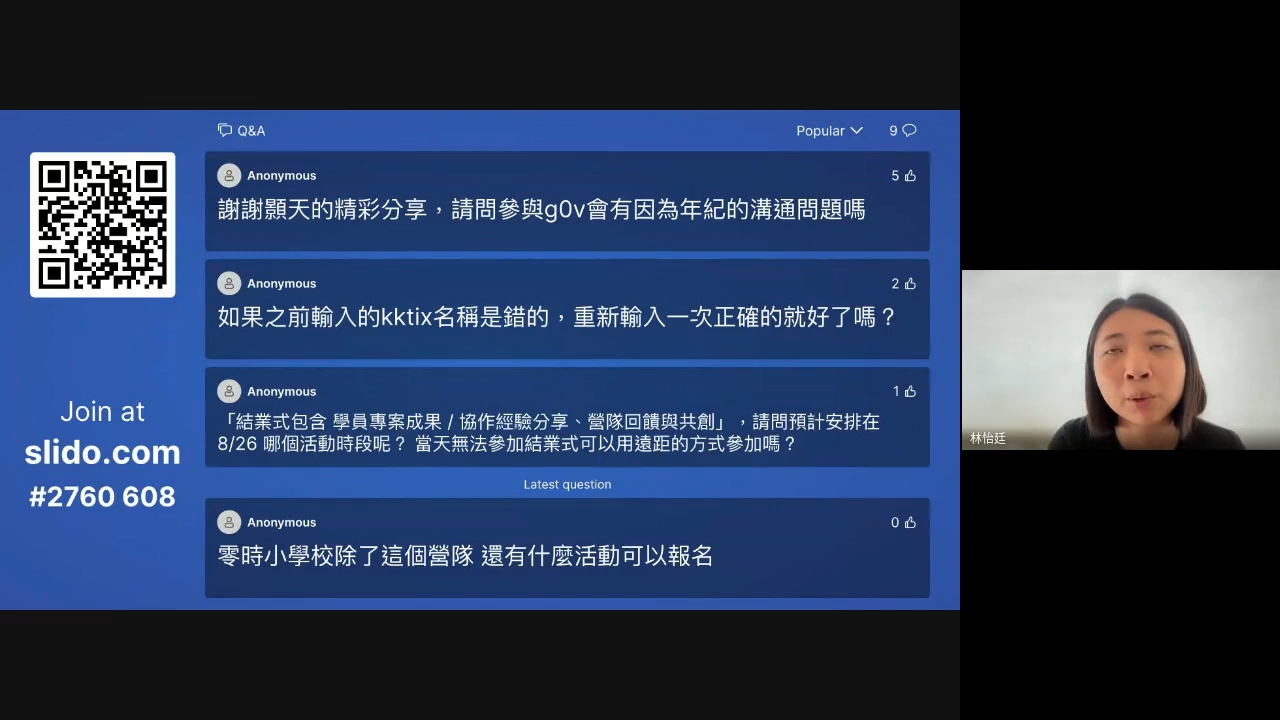 Q&A
Popular
9
Anonymous
5
謝謝顥天的精彩分享，請問參與g0v會有因為年紀的溝通問題嗎
Anonymous
2
如果之前輸入的kktix名稱是錯的，重新輸入一次正確的就好了嗎？
Anonymous
1
「結業式包含 學員專案成果 / 協作經驗分享、營隊回饋與共創」，請問預計安排在
8/26 哪個活動時段呢？ 當天無法參加結業式可以用遠距的方式參加嗎？
Latest question
Anonymous
0
零時小學校除了這個營隊 還有什麼活動可以報名
Join at
slido.com
#2760 608
林怡廷